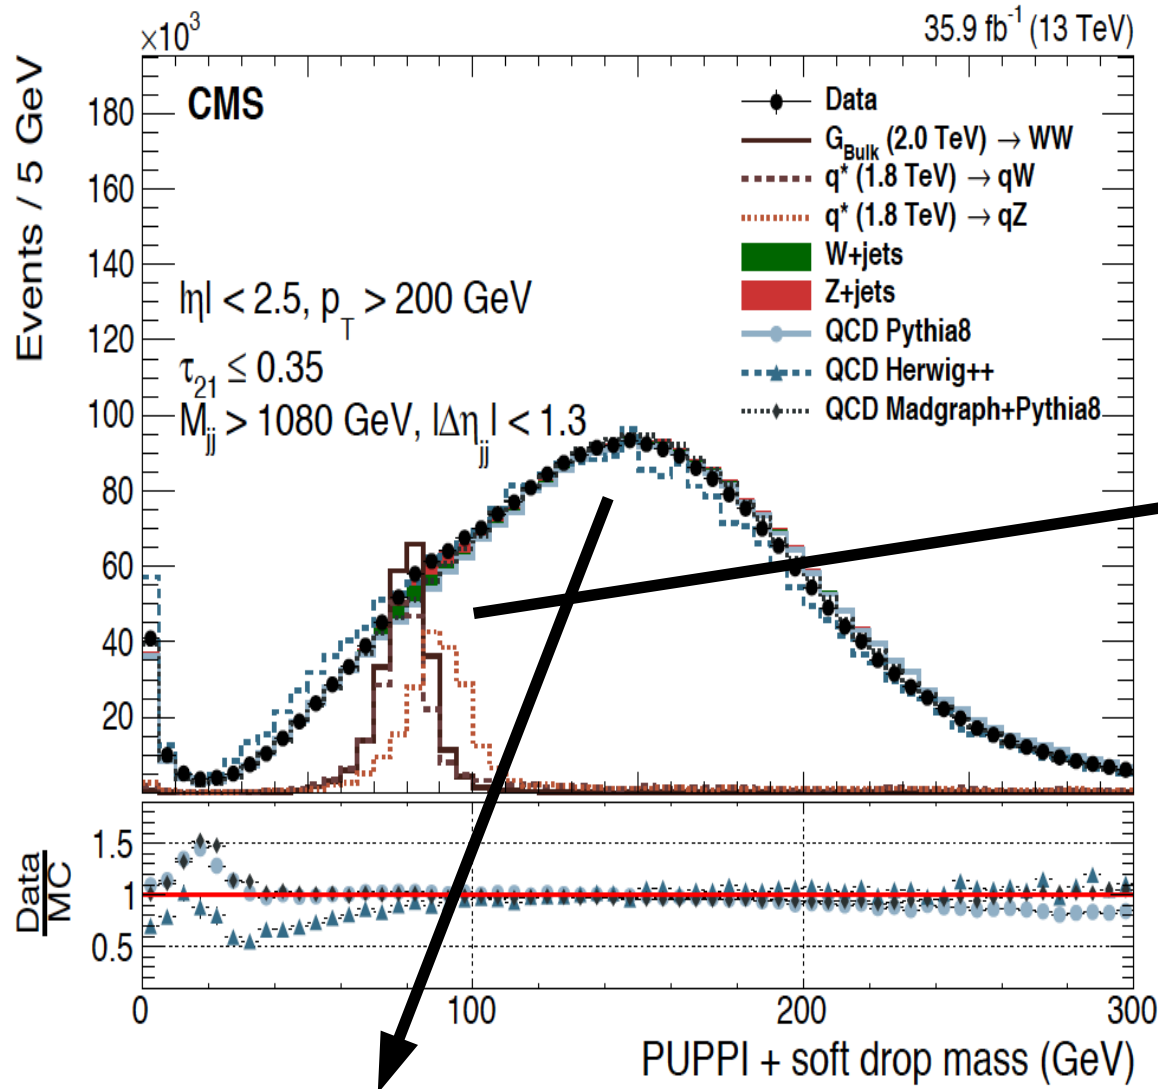 ×10³
35.9 fb⁻¹ (13 TeV)
CMS
Events / 5 GeV
180
160
140
120
100
80
60
40
20
Data
G_Bulk (2.0 TeV) → WW
q* (1.8 TeV) → qW
q* (1.8 TeV) → qZ
W+jets
Z+jets
QCD Pythia8
QCD Herwig++
QCD Madgraph+Pythia8
|η| < 2.5, p_T > 200 GeV
τ₂₁ ≤ 0.35
M_jj > 1080 GeV, |Δη_jj| < 1.3
Data
MC
1.5
1
0.5
0 100 200 300
PUPPI + soft drop mass (GeV)